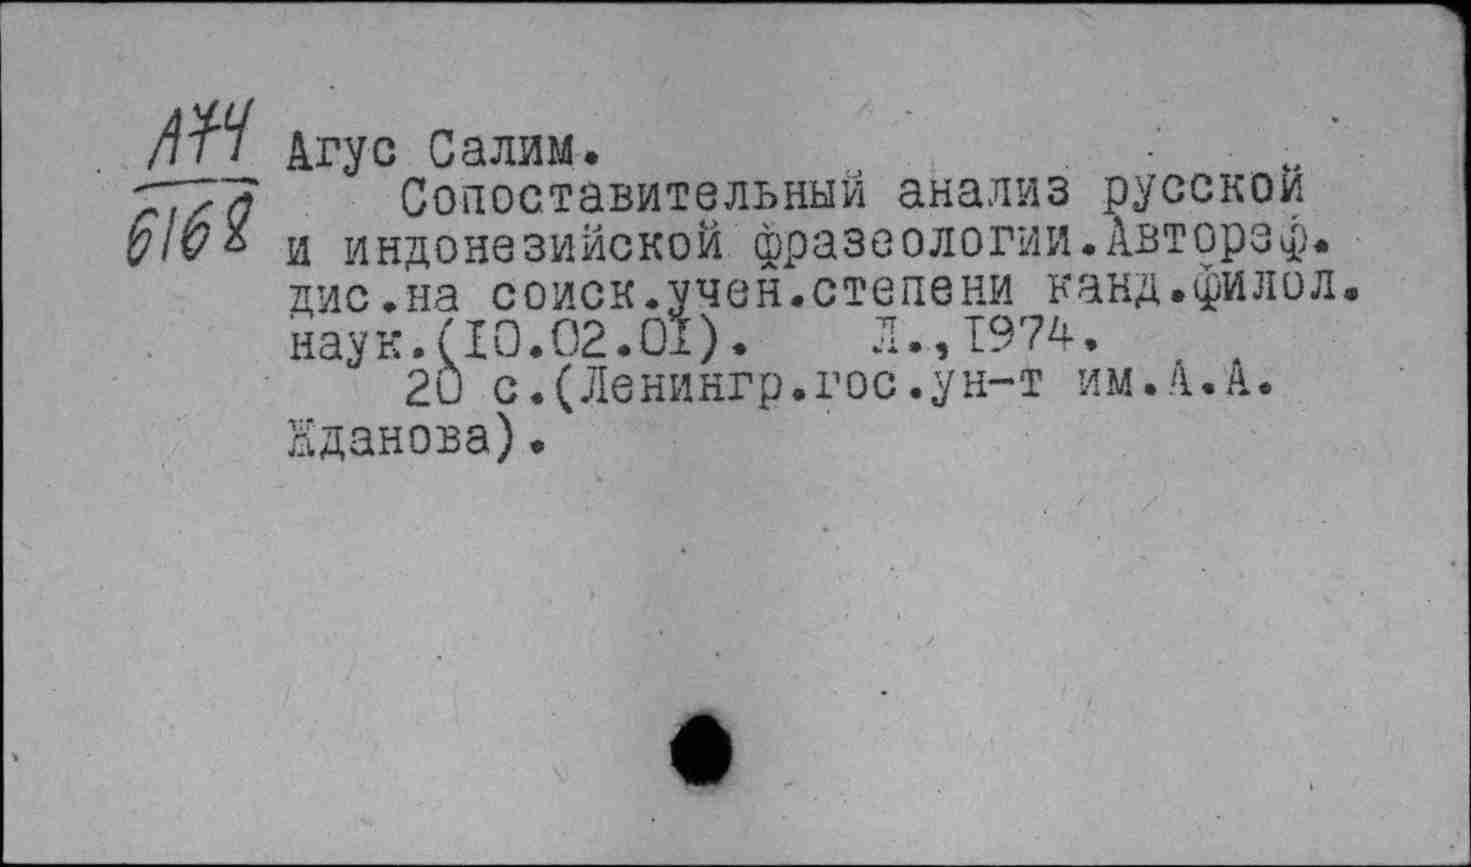 А74 Агус Салим.
6168 Сопоставительный анализ русской
и индонезийской фразеологии.Автореф.
дис.на соиск.учен.степени канд.филол.
наук.(10.02.01). Л.,1974.
20 с.(Ленингр.гос.ун-т им.А.А.
Жданова).